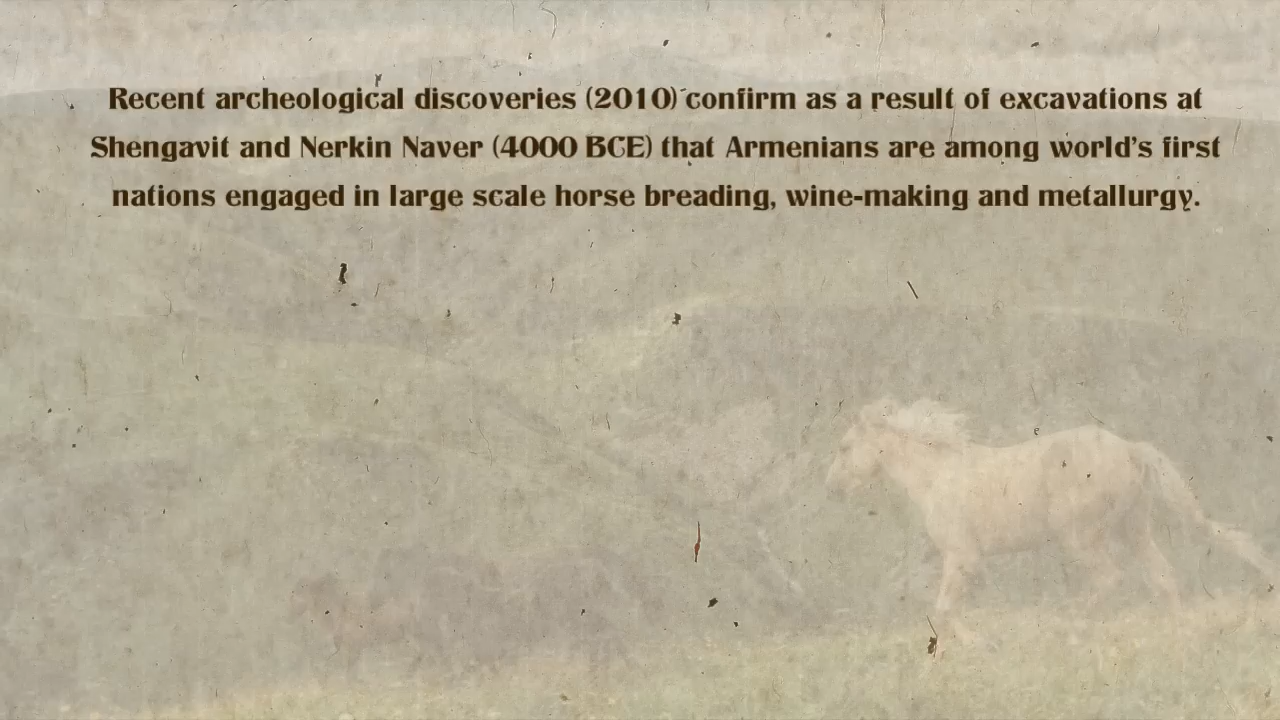 Recent archeological discoveries (2010) confirm as a result of excavations at
Shengavit and Nerkin Naver (4000 BCE) that Armenians are among world's first
nations engaged in large scale horse breading, wine-making and metallurgy.